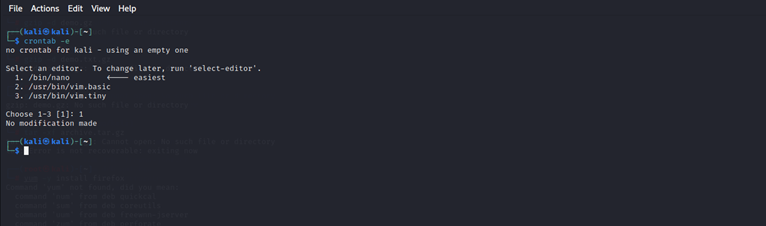 File Actions Edit View Help
┌──(kali㉿kali)-[~]
└─$ crontab -e
no crontab for kali - using an empty one
Select an editor. To change later, run 'select-editor'.
1. /bin/nano <---- easiest
2. /usr/bin/vim.basic
3. /usr/bin/vim.tiny
Choose 1-3 [1]: 1
No modification made
┌──(kali㉿kali)-[~]
└─$